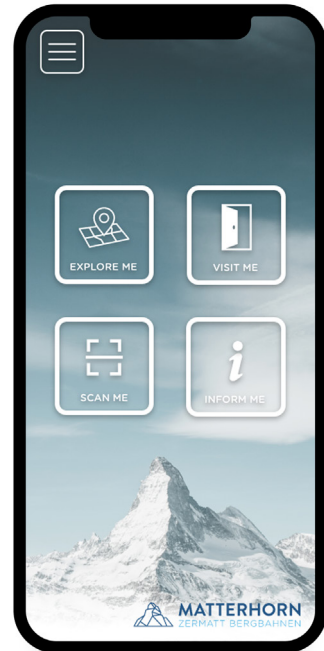 EXPLORE ME
VISIT ME
SCAN ME
INFORM ME
MATTERHORN
ZERMATT BERGBAHNEN